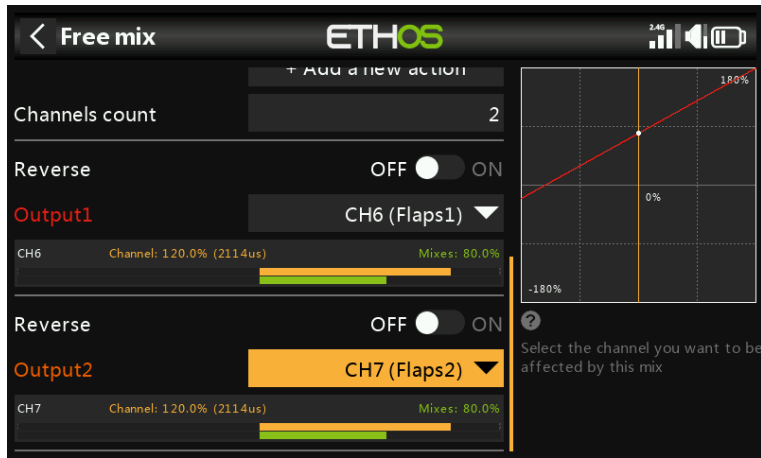 Free mix
ETHOS
2.4G
+ Add a new action
Channels count
2
Reverse
OFF ON
Output1
CH6 (Flaps1)
CH6 Channel: 120.0% (2114us) Mixes: 80.0%
Reverse
OFF ON
Output2
CH7 (Flaps2)
CH7 Channel: 120.0% (2114us) Mixes: 80.0%
180%
0%
-180%
?
Select the channel you want to be
affected by this mix